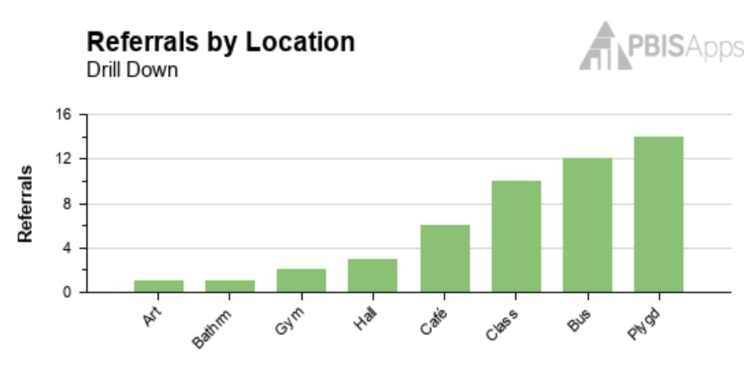 Referrals by Location
Drill Down
PBISApps
Referrals
16
12
8
4
0
Art
Bathrm
Gym
Hall
Café
Class
Bus
Plygd